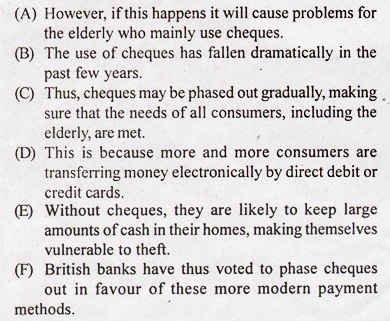 (A) However, if this happens it will cause problems for
the elderly who mainly use cheques.
(B) The use of cheques has fallen dramatically in the
past few years.
(C) Thus, cheques may be phased out gradually, making
sure that the needs of all consumers, including the
elderly, are met.
(D) This is because more and more consumers are
transferring money electronically by direct debit or
credit cards.
(E) Without cheques, they are likely to keep large
amounts of cash in their homes, making themselves
vulnerable to theft.
(F) British banks have thus voted to phase cheques
out in favour of these more modern payment
methods.